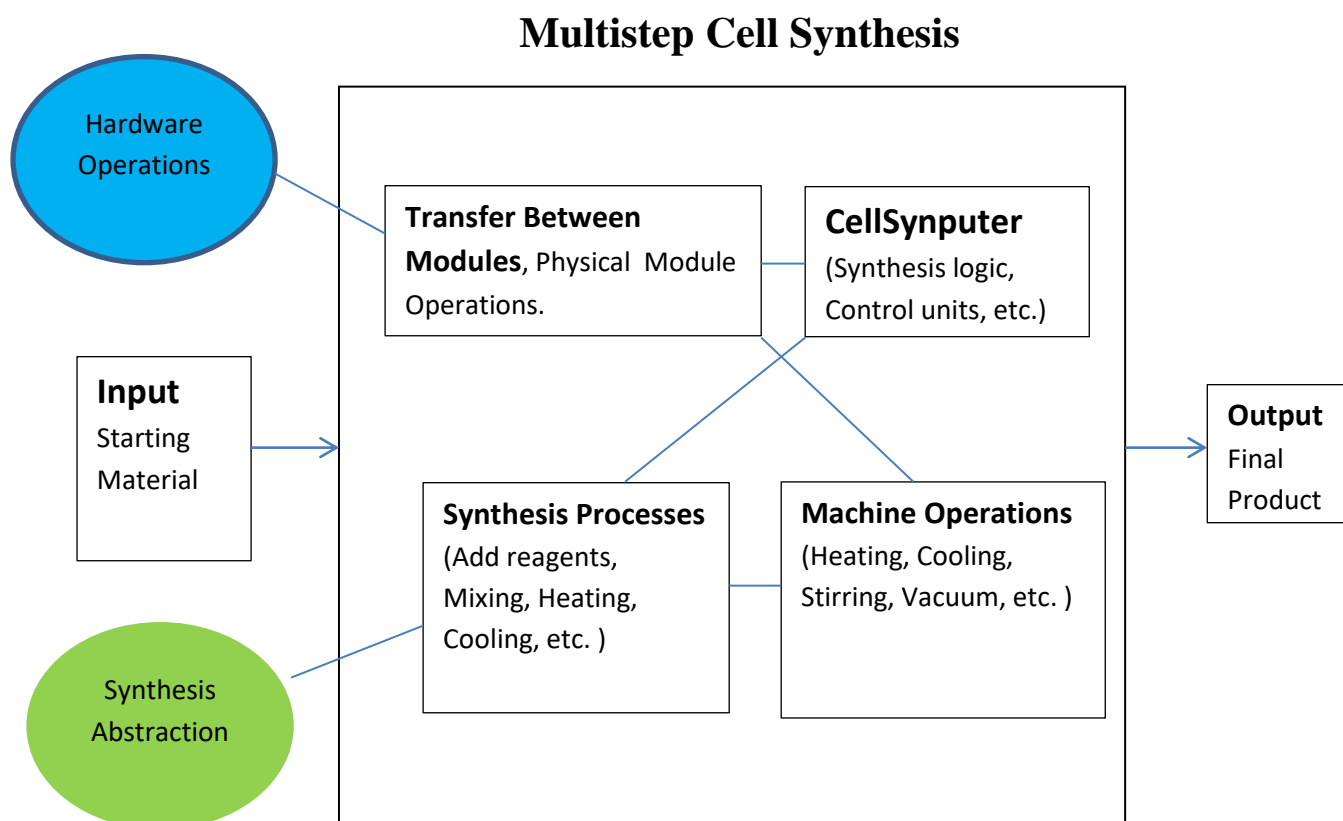 Multistep Cell Synthesis
Hardware
Operations
Transfer Between
Modules, Physical Module
Operations.
CellSynputer
(Synthesis logic,
Control units, etc.)
Input
Starting
Material
Output
Final
Product
Synthesis Processes
(Add reagents,
Mixing, Heating,
Cooling, etc. )
Machine Operations
(Heating, Cooling,
Stirring, Vacuum, etc. )
Synthesis
Abstraction